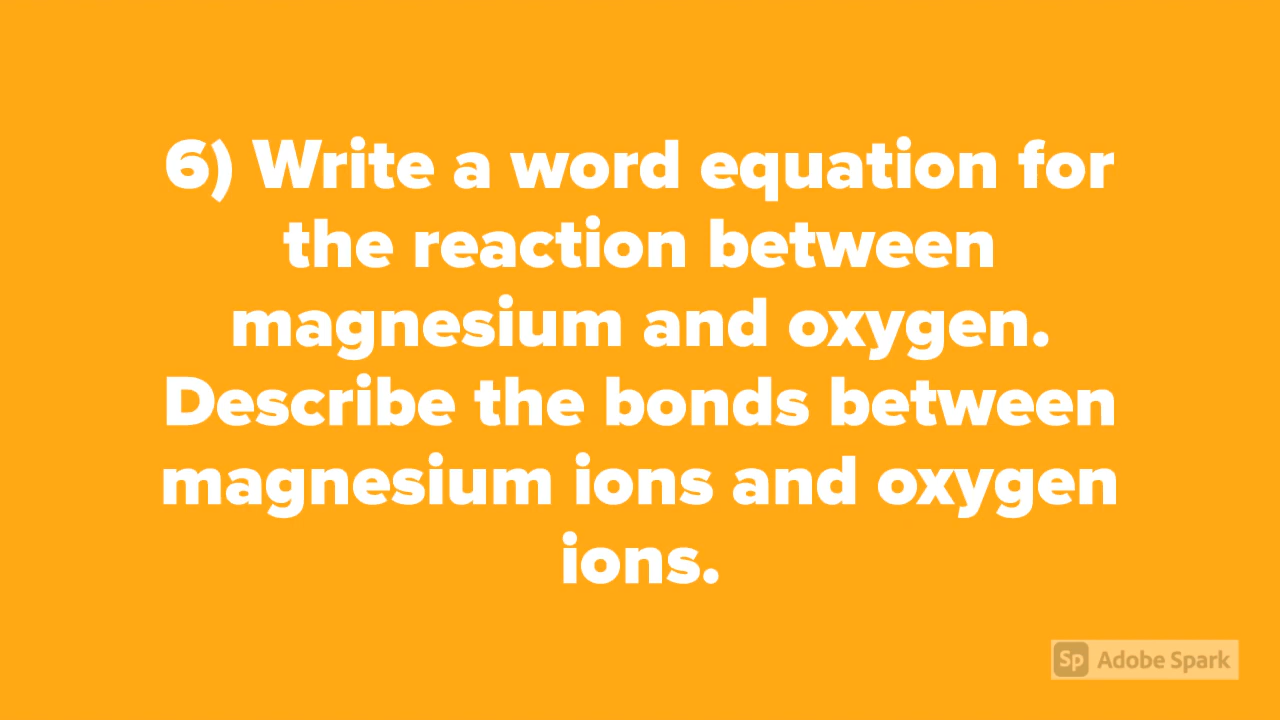 6) Write a word equation for
the reaction between
magnesium and oxygen.
Describe the bonds between
magnesium ions and oxygen
ions.
Sp Adobe Spark